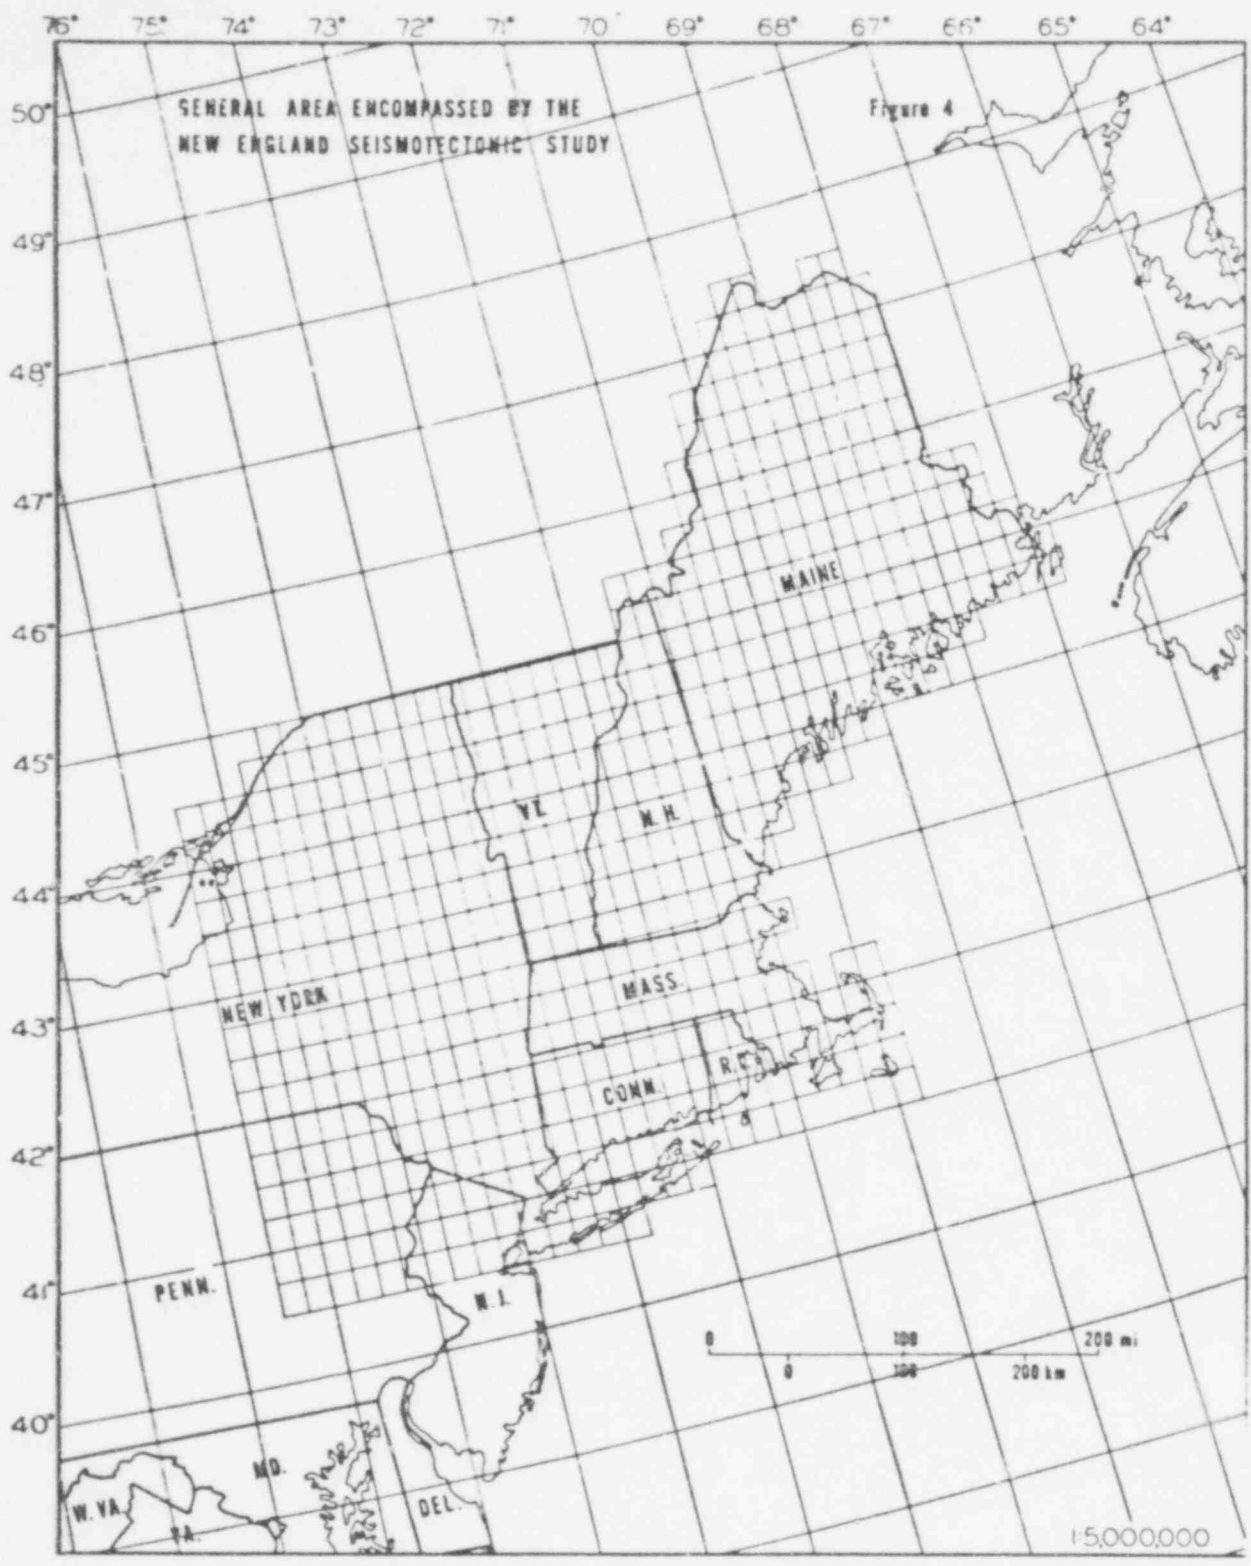 76° 75° 74° 73° 72° 71° 70° 69° 68° 67° 66° 65° 64°
GENERAL AREA ENCOMPASSED BY THE
NEW ENGLAND SEISMOTECTONIC STUDY
Figure 4
50°
49°
48°
47°
46°
45°
44°
43°
42°
41°
40°
MAINE
VT.
N. H.
NEW YORK
MASS.
CONN.
R. I.
PENN.
N. J.
0 100 200 mi
0 100 200 km
MD.
W. VA.
VA.
DEL.
1:5,000,000